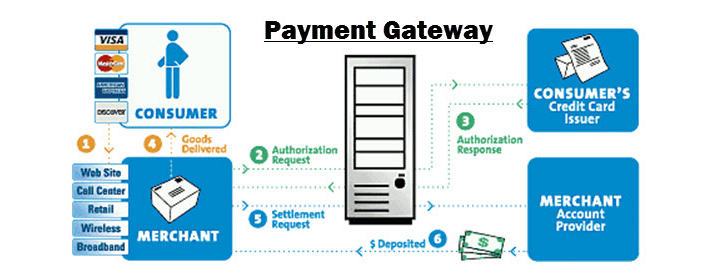 Payment Gateway
VISA
MasterCard
AMERICAN
EXPRESS
DISCOVER
CONSUMER
1
4
Goods
Delivered
2
Authorization
Request
3
Authorization
Response
CONSUMER'S
Credit Card
Issuer
Web Site
Call Center
Retail
Wireless
Broadband
MERCHANT
5
Settlement
Request
$ Deposited
6
$
MERCHANT
Account
Provider